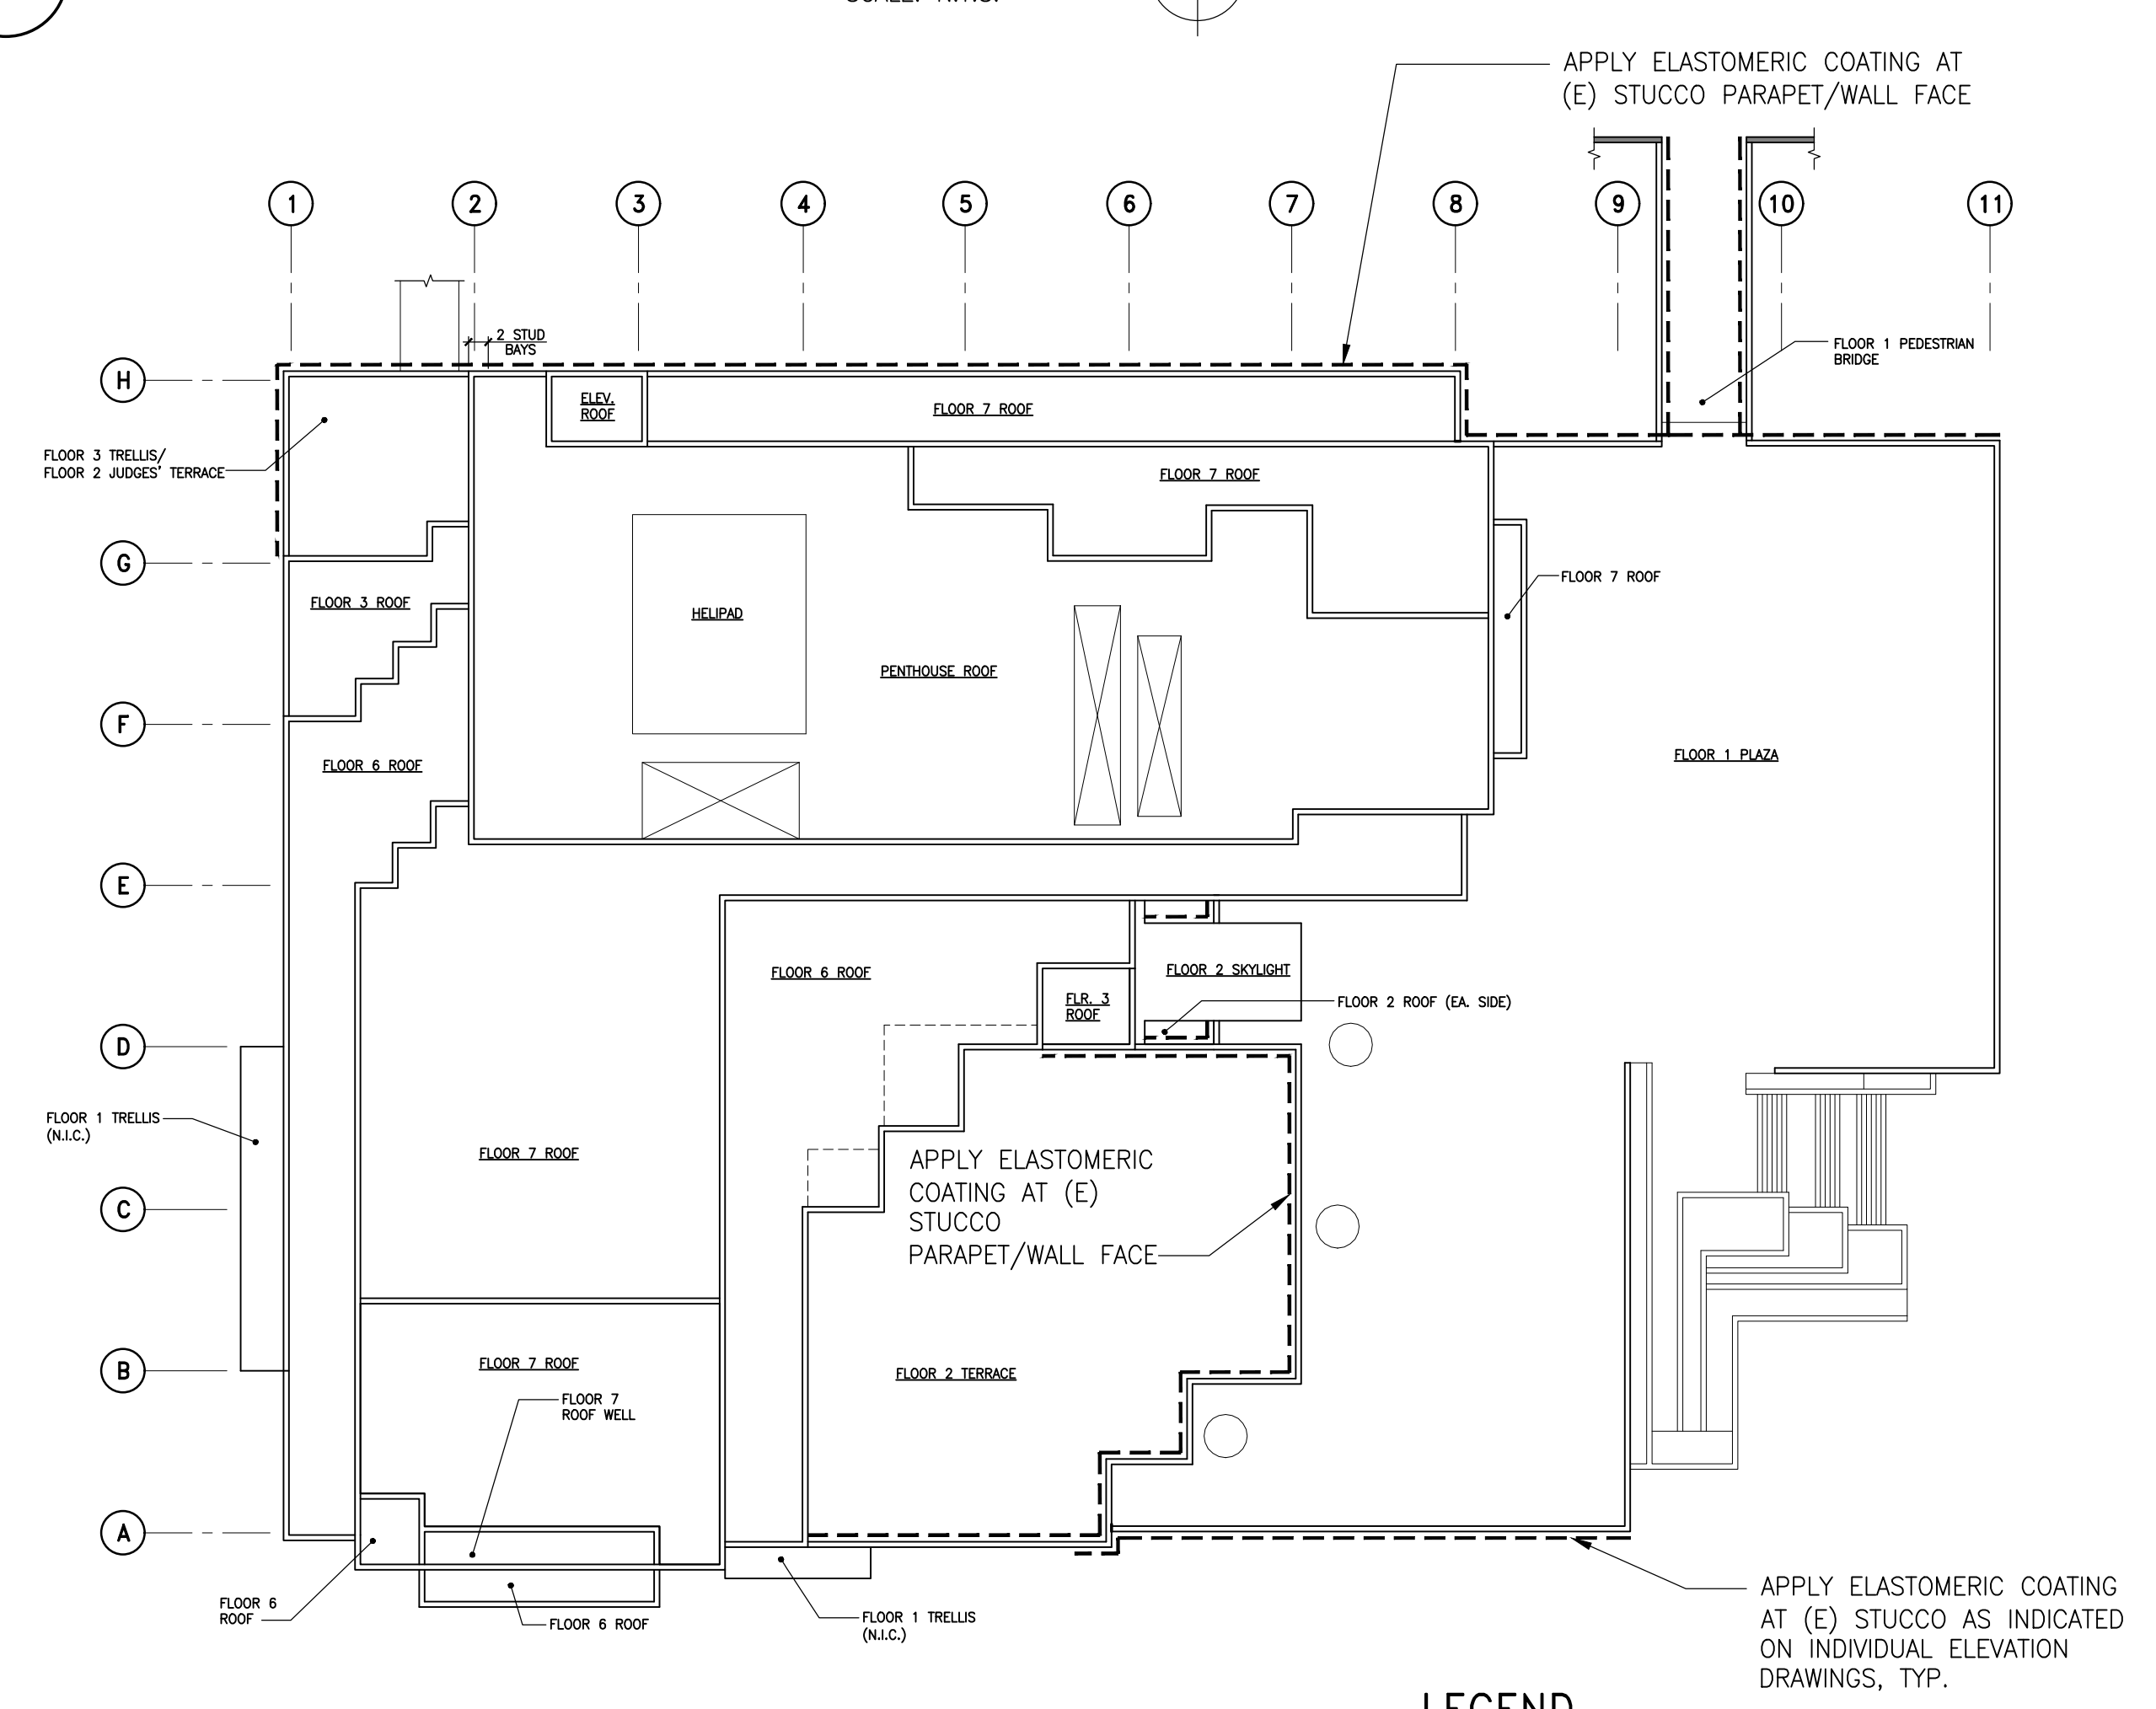 APPLY ELASTOMERIC COATING AT
(E) STUCCO PARAPET/WALL FACE
1
2
3
4
5
6
7
8
9
10
11
2 STUD
BAYS
FLOOR 1 PEDESTRIAN
BRIDGE
H
ELEV.
ROOF
FLOOR 7 ROOF
FLOOR 3 TRELLIS/
FLOOR 2 JUDGES' TERRACE
FLOOR 7 ROOF
G
FLOOR 7 ROOF
FLOOR 3 ROOF
HELIPAD
PENTHOUSE ROOF
F
FLOOR 6 ROOF
FLOOR 1 PLAZA
E
FLOOR 6 ROOF
FLOOR 2 SKYLIGHT
FLR. 3
ROOF
FLOOR 2 ROOF (EA. SIDE)
D
FLOOR 1 TRELLIS
(N.I.C.)
FLOOR 7 ROOF
APPLY ELASTOMERIC
COATING AT (E)
STUCCO
PARAPET/WALL FACE
C
B
FLOOR 7 ROOF
FLOOR 2 TERRACE
FLOOR 7
ROOF WELL
A
FLOOR 6
ROOF
FLOOR 6 ROOF
FLOOR 1 TRELLIS
(N.I.C.)
APPLY ELASTOMERIC COATING
AT (E) STUCCO AS INDICATED
ON INDIVIDUAL ELEVATION
DRAWINGS, TYP.
LEGEND